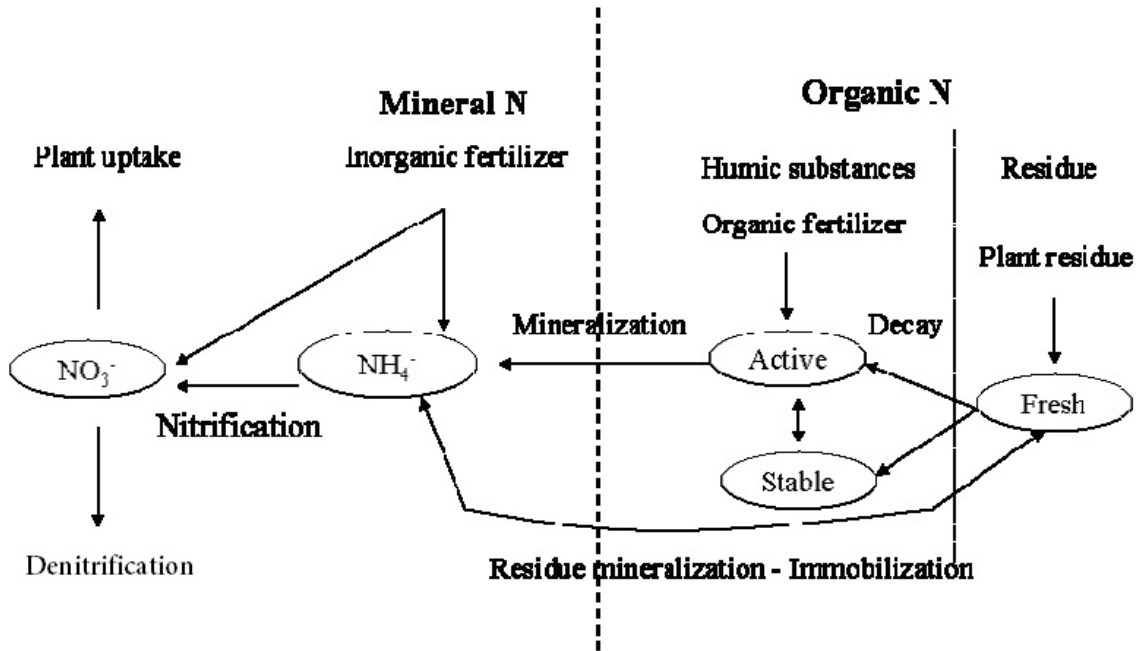 Mineral N
Organic N
Plant uptake
Inorganic fertilizer
Humic substances
Residue
Organic fertilizer
Plant residue
Mineralization
Decay
NO₃⁻
NH₄⁻
Active
Fresh
Nitrification
Stable
Denitrification
Residue mineralization - Immobilization